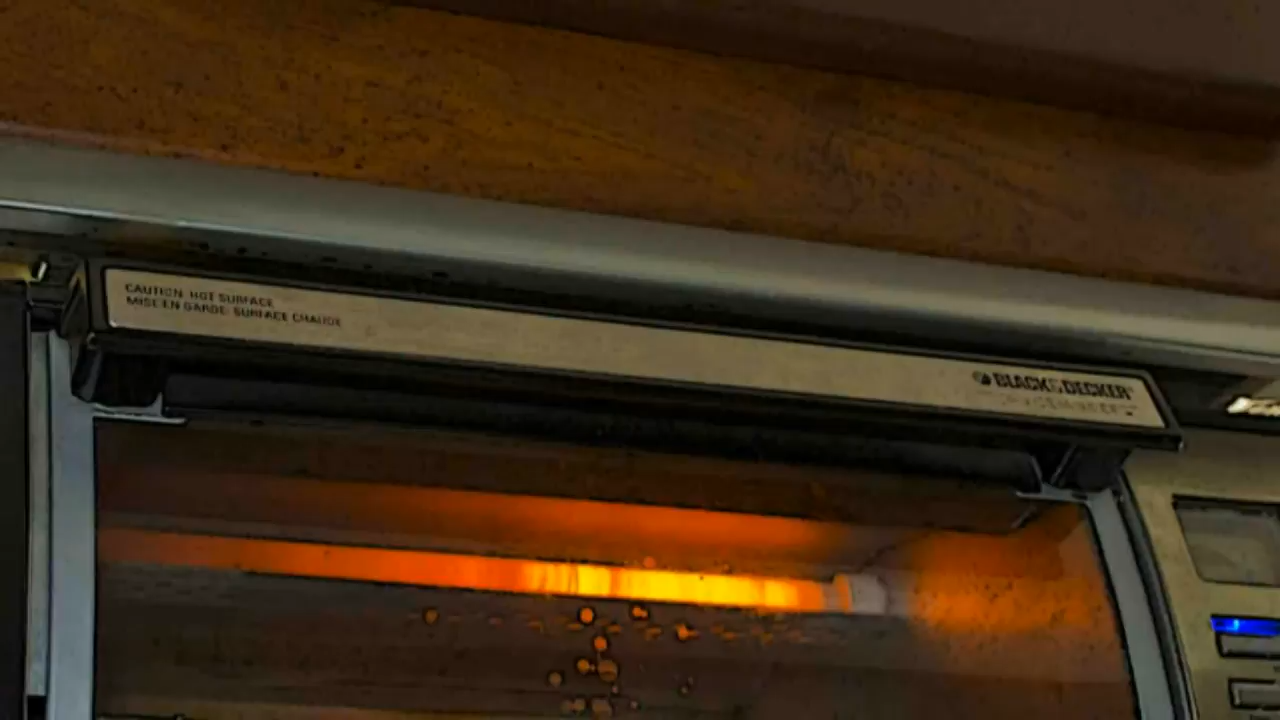 CAUTION: HOT SURFACE
MISE EN GARDE: SURFACE CHAUDE
BLACK & DECKER